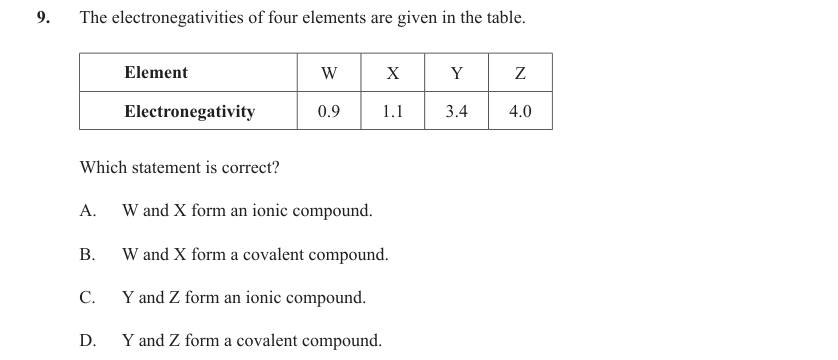 9. The electronegativities of four elements are given in the table.
Element W X Y Z
Electronegativity 0.9 1.1 3.4 4.0
Which statement is correct?
A. W and X form an ionic compound.
B. W and X form a covalent compound.
C. Y and Z form an ionic compound.
D. Y and Z form a covalent compound.